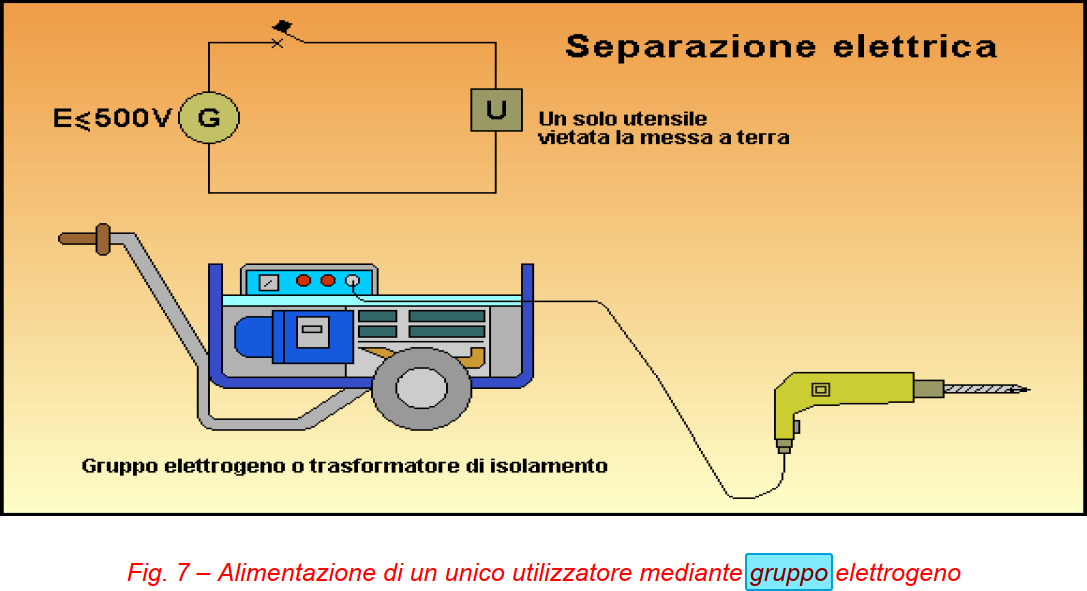 Separazione elettrica
E≤500V
G
U
Un solo utensile
vietata la messa a terra
Gruppo elettrogeno o trasformatore di isolamento
Fig. 7 – Alimentazione di un unico utilizzatore mediante gruppo elettrogeno